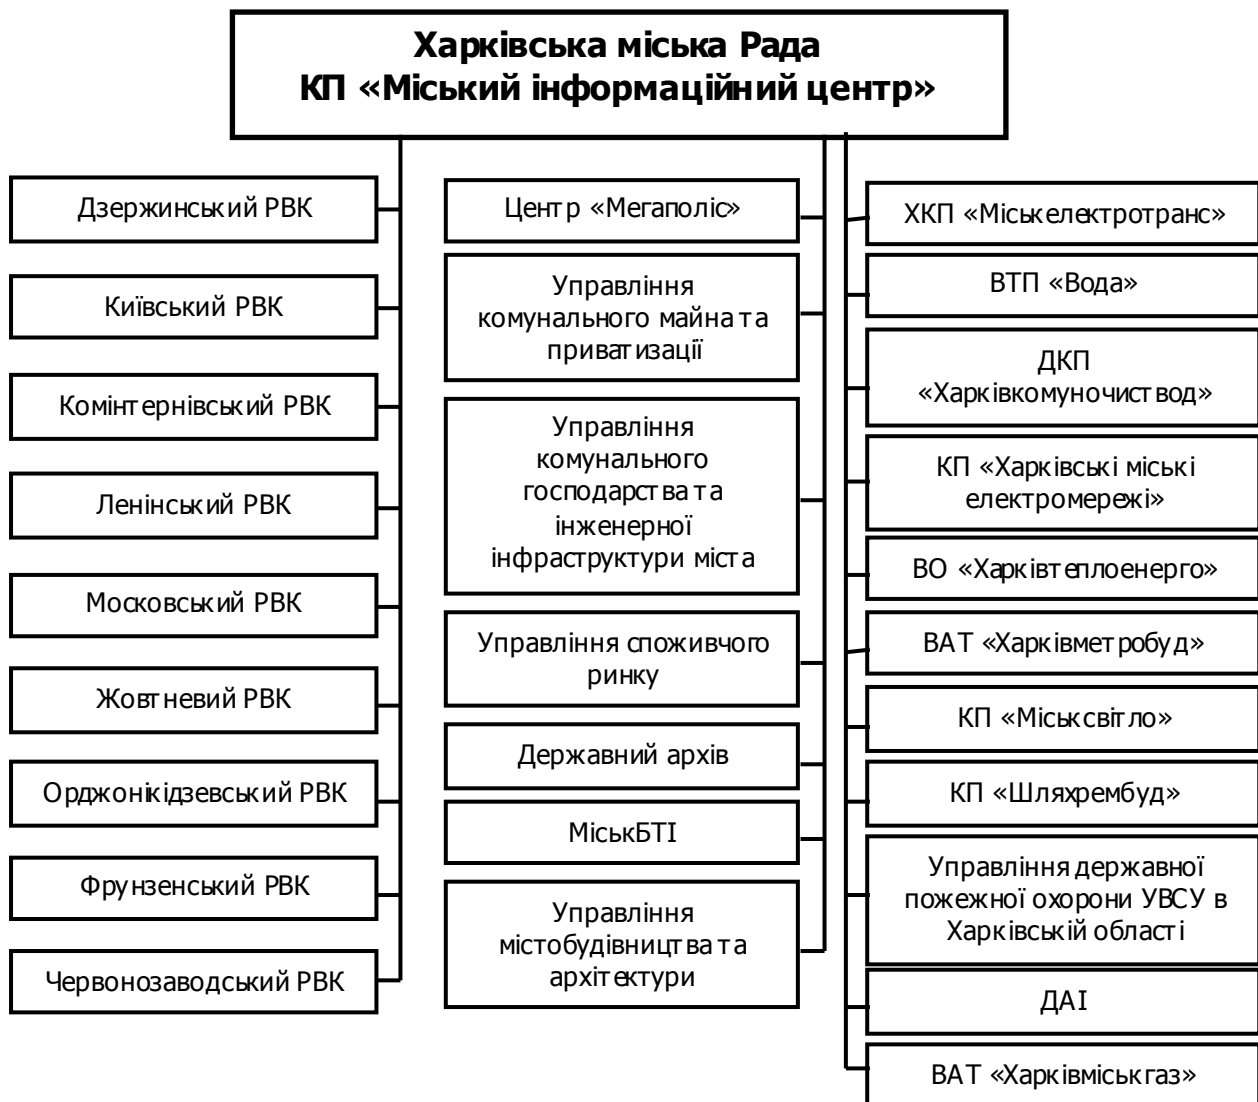 Харківська міська Рада
КП «Міський інформаційний центр»
Дзержинський РВК
Київський РВК
Комінтернівський РВК
Ленінський РВК
Московський РВК
Жовтневий РВК
Орджонікідзевський РВК
Фрунзенський РВК
Червонозаводський РВК
Центр «Мегаполіс»
Управління
комунального майна та
приватизації
Управління
комунального
господарства та
інженерної
інфраструктури міста
Управління споживчого
ринку
Державний архів
МіськБТІ
Управління
містобудівництва та
архітектури
ХКП «Міськелектротранс»
ВТП «Вода»
ДКП
«Харківкомуночиствод»
КП «Харківські міські
електромережі»
ВО «Харківтеплоенерго»
ВАТ «Харківметробуд»
КП «Міськсвітло»
КП «Шляхрембуд»
Управління державної
пожежної охорони УВСУ в
Харківській області
ДАІ
ВАТ «Харківміськгаз»